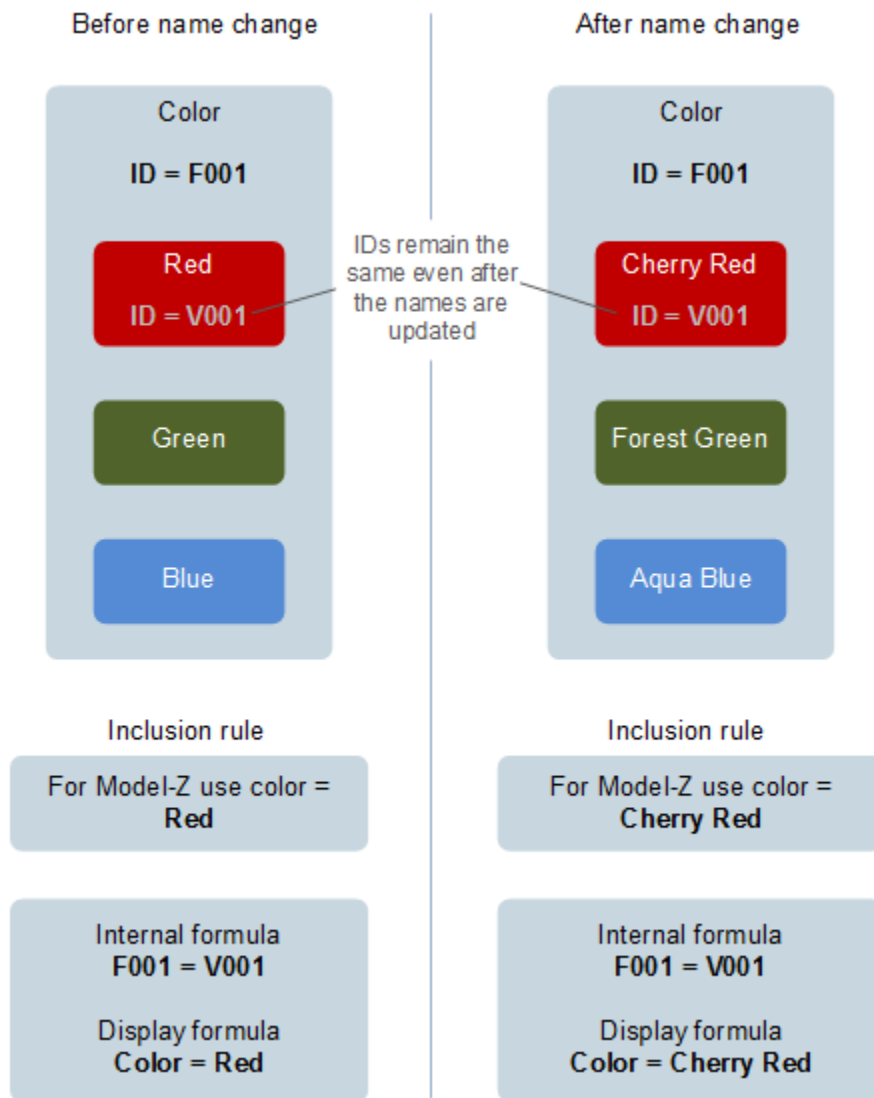 Before name change
Color
ID = F001
Red
ID = V001
Green
Blue
Inclusion rule
For Model-Z use color =
Red
Internal formula
F001 = V001
Display formula
Color = Red
IDs remain the
same even after
the names are
updated
After name change
Color
ID = F001
Cherry Red
ID = V001
Forest Green
Aqua Blue
Inclusion rule
For Model-Z use color =
Cherry Red
Internal formula
F001 = V001
Display formula
Color = Cherry Red